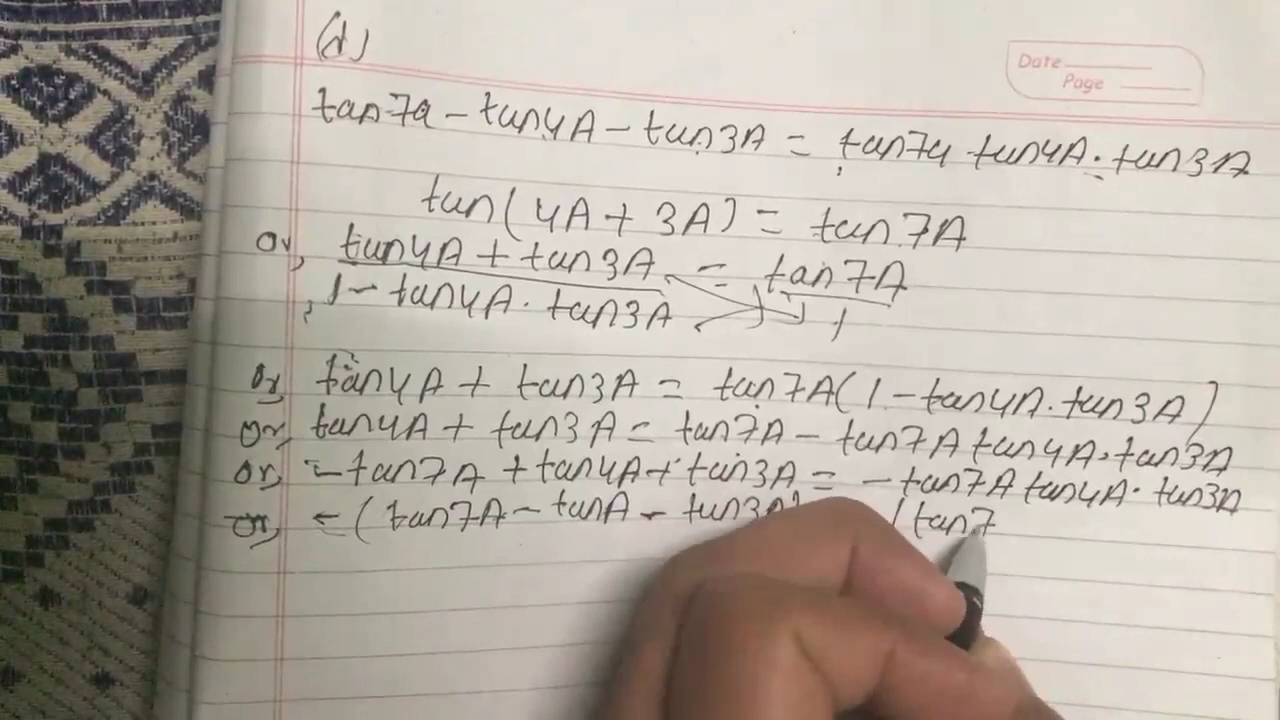 (d)
Date
Page
tan7a - tan4A - tan3A = tan7a tan4A . tan3A
tan(4A + 3A) = tan7A
or, tan4A + tan3A = tan7A
1 - tan4A . tan3A 1
or, tan4A + tan3A = tan7A(1 - tan4A . tan3A)
or, tan4A + tan3A = tan7A - tan7A tan4A . tan3A
or, - tan7A + tan4A + tan3A = - tan7A tan4A . tan3A
or, - (tan7A - tanA - tan3A) (tan7